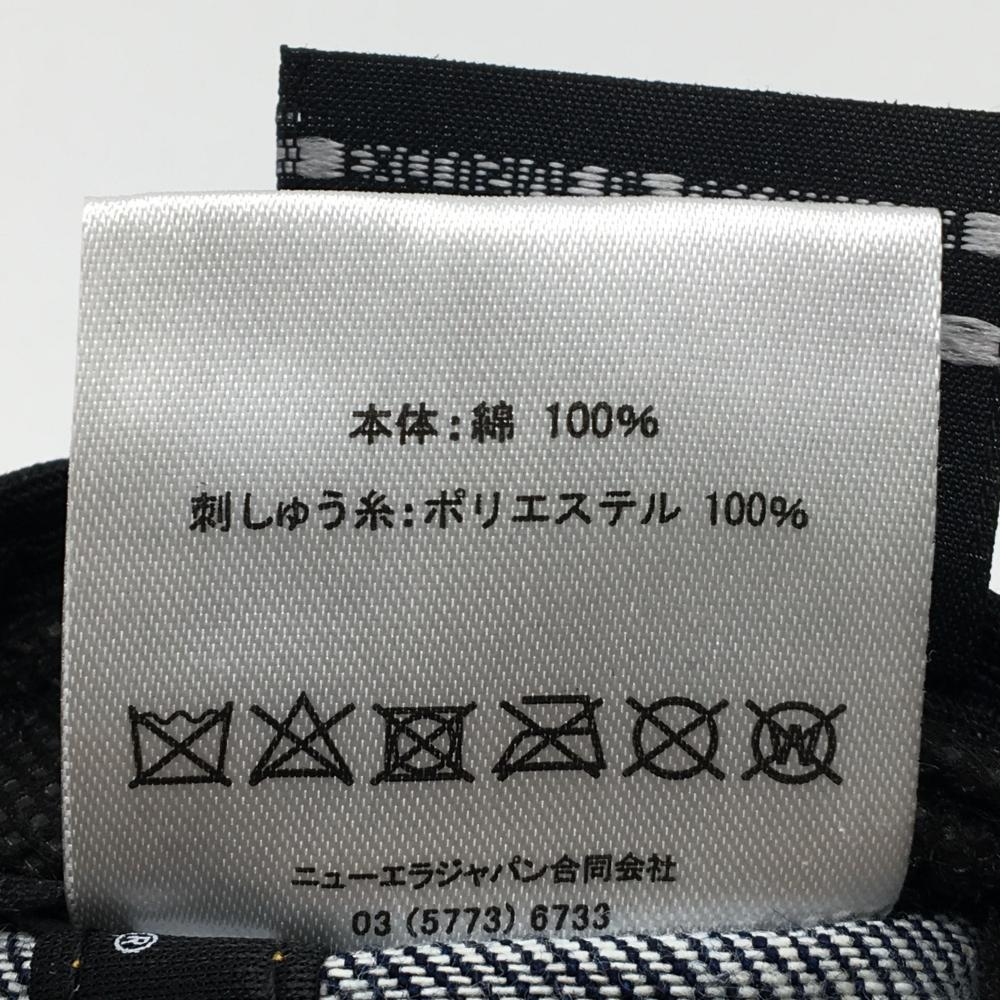 本体:綿 100%
刺しゅう糸:ポリエステル 100%
W
ニューエラジャパン合同会社
03 (5773) 6733
®